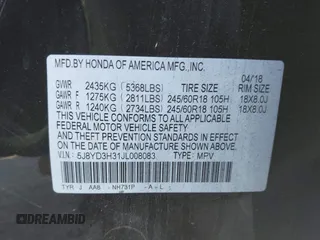 MFD.BY HONDA OF AMERICA MFG.,INC.
04/18
GVWR 2435KG (5368LBS) TIRE SIZE RIM SIZE
GAWR F 1275KG (2811LBS) 245/60R18 105H 18X8.0J
GAWR R 1240KG (2734LBS) 245/60R18 105H 18X8.0J
THIS VEHICLE CONFORMS TO ALL APPLICABLE
FEDERAL MOTOR VEHICLE SAFETY
AND THEFT PREVENTION STANDARDS IN EFFECT ON
THE DATE OF MANUFACTURE SHOWN ABOVE.
V.I.N.: 5J8YD3H31JL008083 TYPE: MPV
TYR J AA6 NH731P A-L
DREAMBID